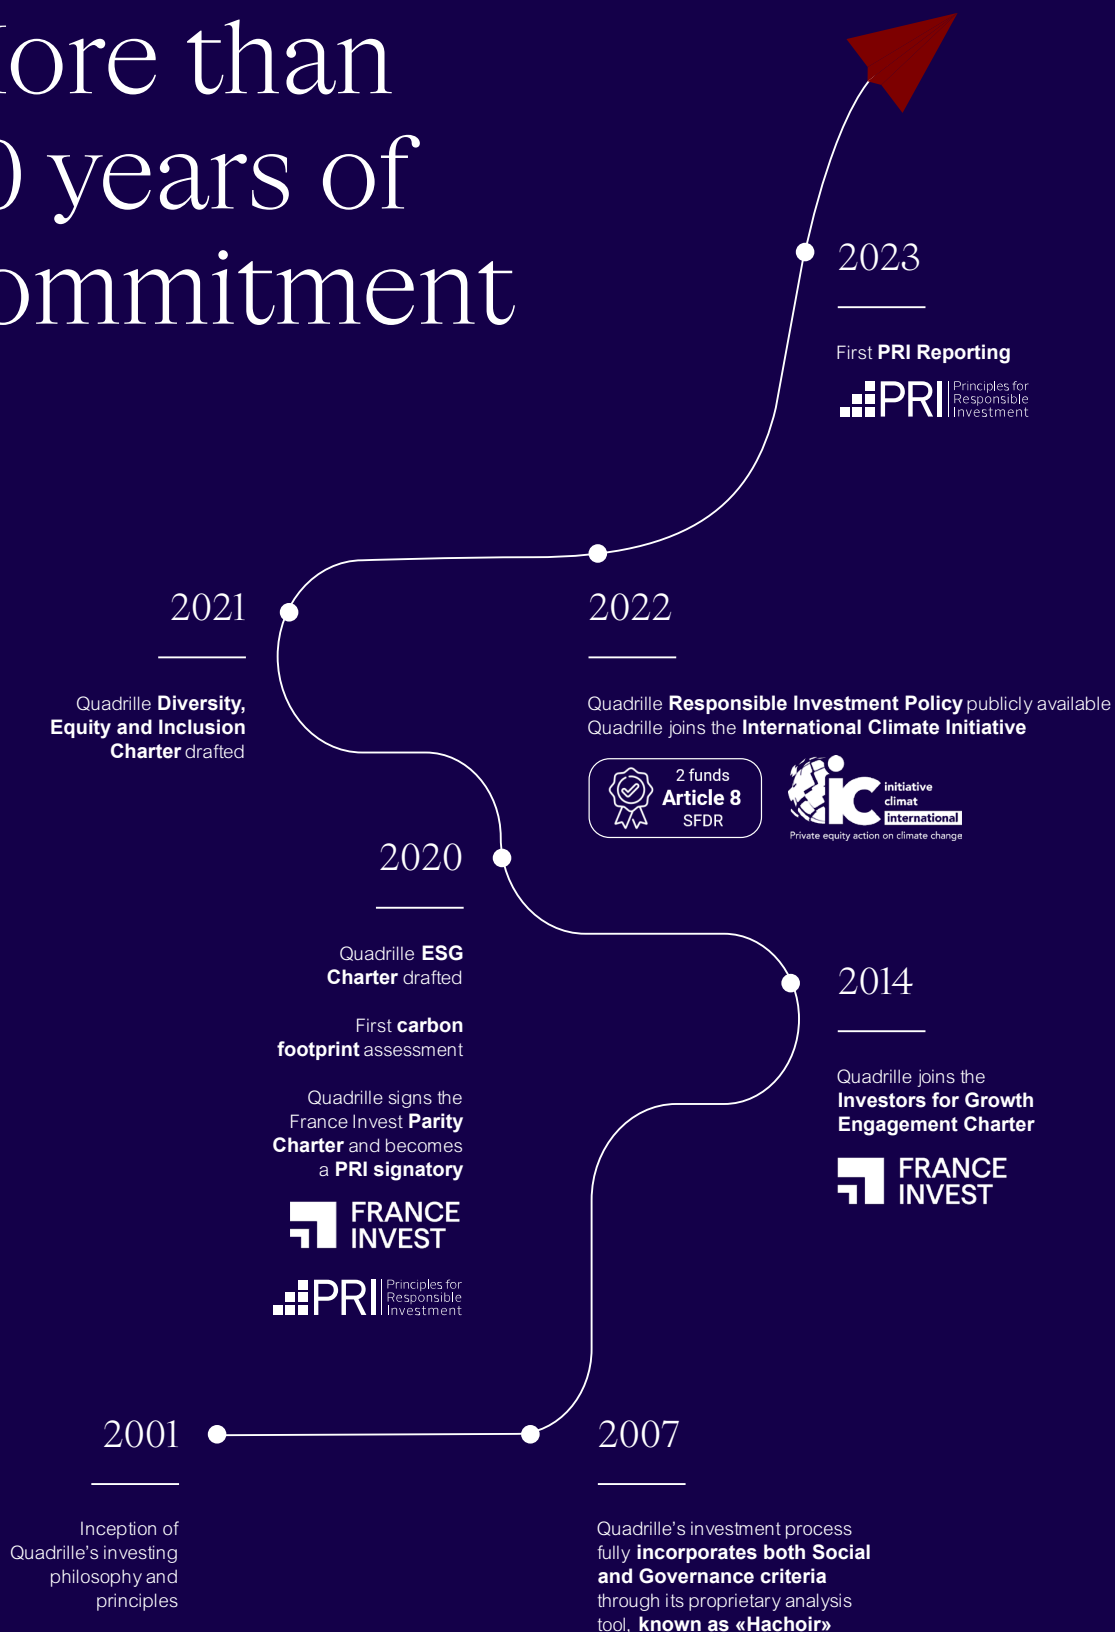 ore than
0 years of
ommitment
2023
First PRI Reporting
PRI Principles for
Responsible
Investment
2021
Quadrille Diversity,
Equity and Inclusion
Charter drafted
2022
Quadrille Responsible Investment Policy publicly available
Quadrille joins the International Climate Initiative
2 funds
Article 8
SFDR
iC initiative
climat
international
Private equity action on climate change
2020
Quadrille ESG
Charter drafted
First carbon
footprint assessment
Quadrille signs the
France Invest Parity
Charter and becomes
a PRI signatory
FRANCE
INVEST
PRI Principles for
Responsible
Investment
2014
Quadrille joins the
Investors for Growth
Engagement Charter
FRANCE
INVEST
2001
Inception of
Quadrille's investing
philosophy and
principles
2007
Quadrille's investment process
fully incorporates both Social
and Governance criteria
through its proprietary analysis
tool, known as «Hachoir»